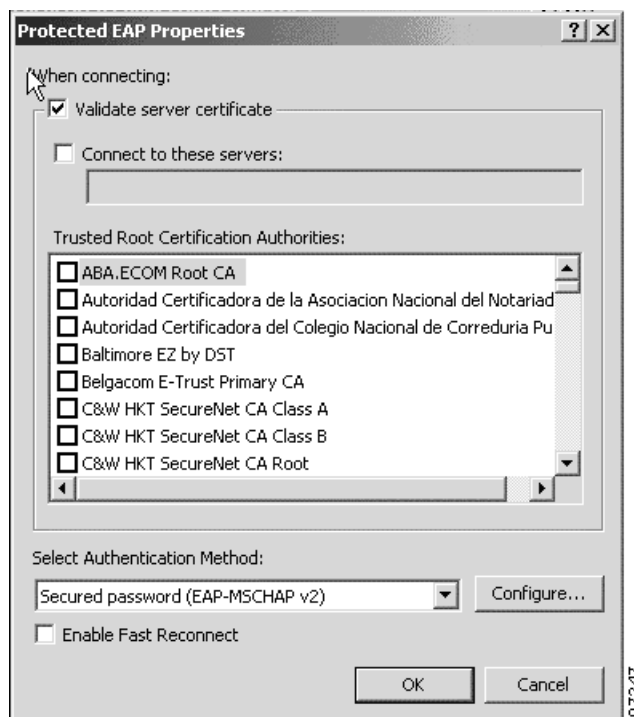 Protected EAP Properties
When connecting:
Validate server certificate
Connect to these servers:
Trusted Root Certification Authorities:
ABA.ECOM Root CA
Autoridad Certificadora de la Asociacion Nacional del Notariad
Autoridad Certificadora del Colegio Nacional de Correduria Pu
Baltimore EZ by DST
Belgacom E-Trust Primary CA
C&W HKT SecureNet CA Class A
C&W HKT SecureNet CA Class B
C&W HKT SecureNet CA Root
Select Authentication Method:
Secured password (EAP-MSCHAP v2)
Configure...
Enable Fast Reconnect
OK
Cancel